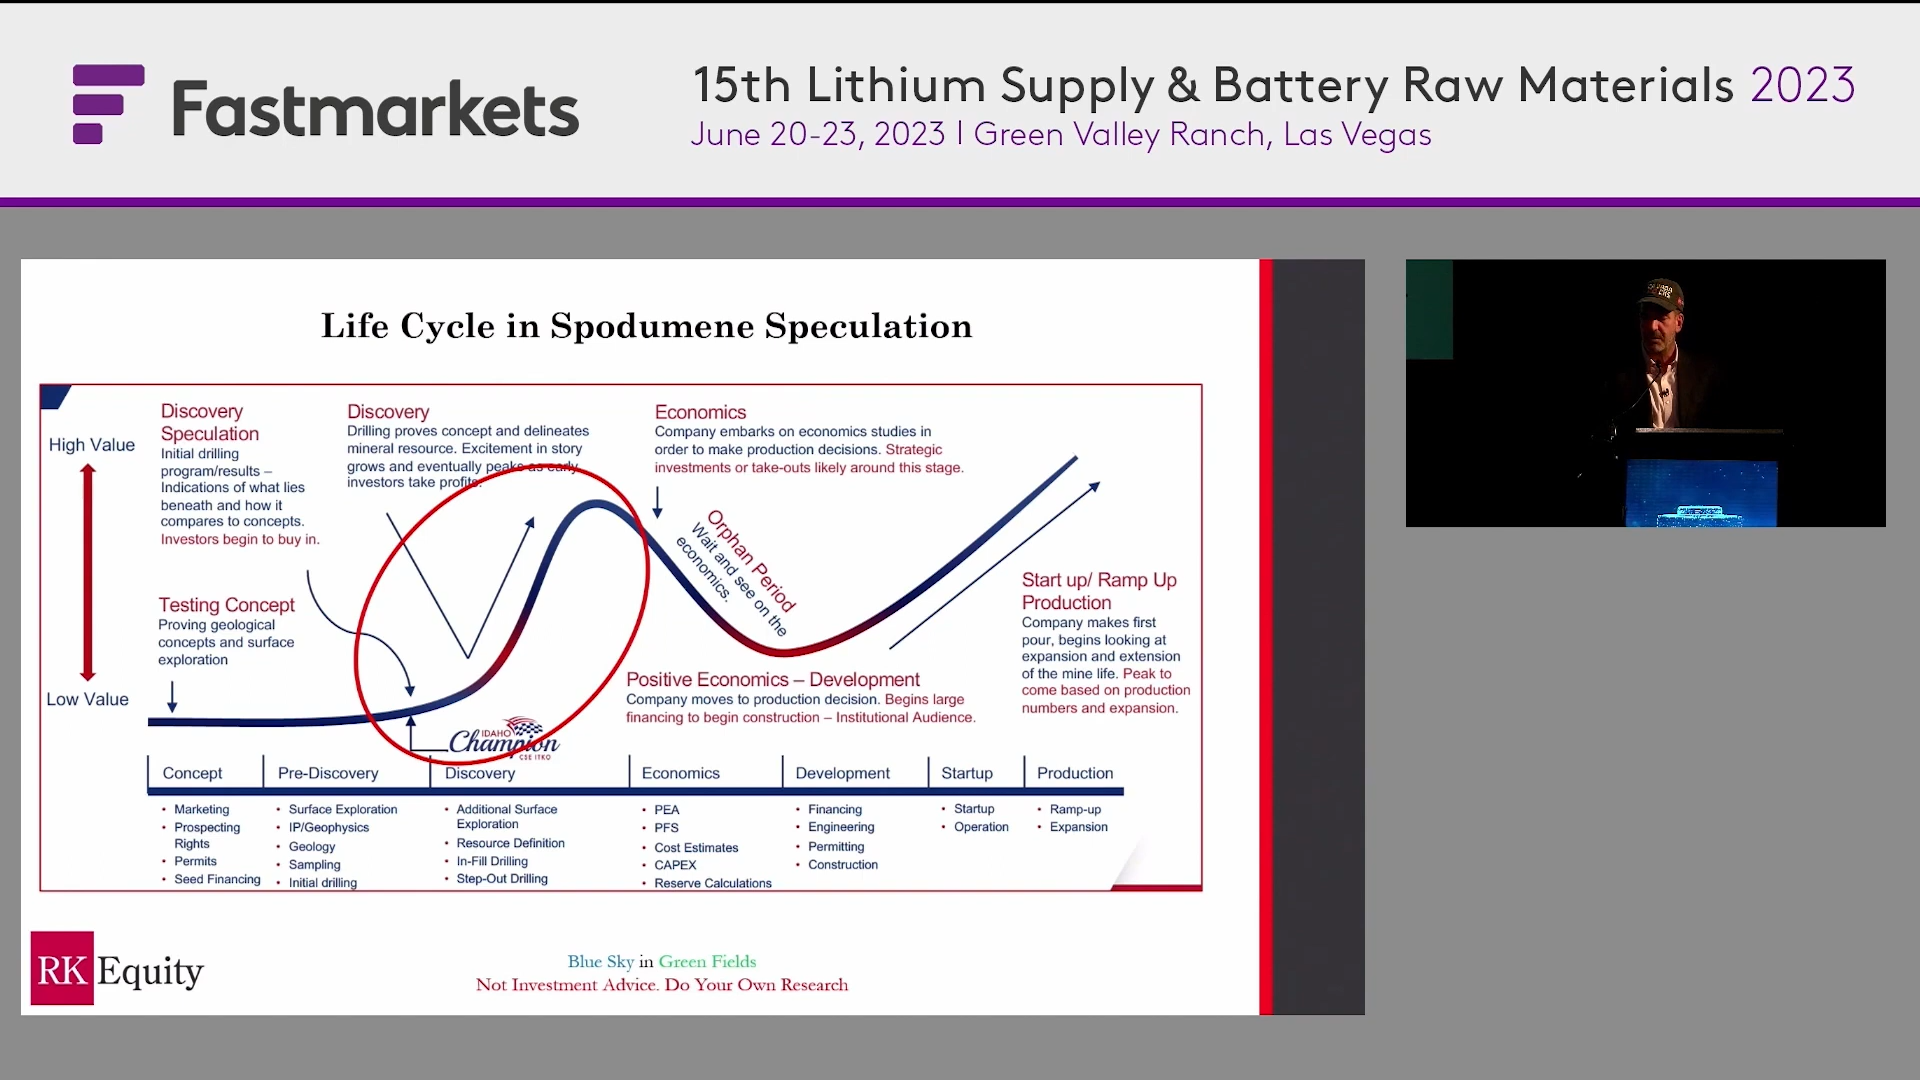 Fastmarkets
15th Lithium Supply & Battery Raw Materials 2023
June 20-23, 2023 | Green Valley Ranch, Las Vegas
Life Cycle in Spodumene Speculation
High Value
Low Value
Discovery
Speculation
Initial drilling
program/results –
Indications of what lies
beneath and how it
compares to concepts.
Investors begin to buy in.
Testing Concept
Proving geological
concepts and surface
exploration
Discovery
Drilling proves concept and delineates
mineral resource. Excitement in story
grows and eventually peaks as early
investors take profits.
Economics
Company embarks on economics studies in
order to make production decisions. Strategic
investments or take-outs likely around this stage.
Orphan Period
Wait and see on the
economics.
Positive Economics – Development
Company moves to production decision. Begins large
financing to begin construction – Institutional Audience.
Start up/ Ramp Up
Production
Company makes first
pour, begins looking at
expansion and extension
of the mine life. Peak to
come based on production
numbers and expansion.
IDAHO
Champion
CSE ITKO
Concept
• Marketing
• Prospecting
Rights
• Permits
• Seed Financing
Pre-Discovery
• Surface Exploration
• IP/Geophysics
• Geology
• Sampling
• Initial drilling
Discovery
• Additional Surface
Exploration
• Resource Definition
• In-Fill Drilling
• Step-Out Drilling
Economics
• PEA
• PFS
• Cost Estimates
• CAPEX
• Reserve Calculations
Development
• Financing
• Engineering
• Permitting
• Construction
Startup
• Startup
• Operation
Production
• Ramp-up
• Expansion
RK Equity
Blue Sky in Green Fields
Not Investment Advice. Do Your Own Research